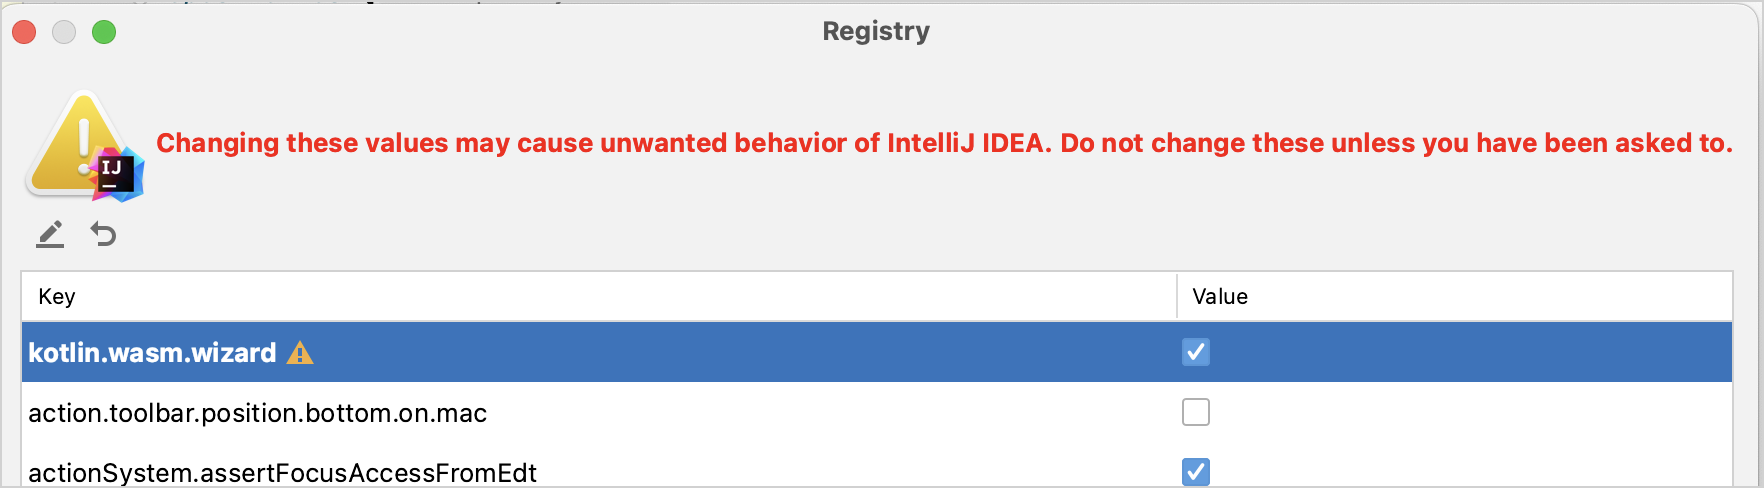 Registry
Changing these values may cause unwanted behavior of IntelliJ IDEA. Do not change these unless you have been asked to.
IJ
Key Value
kotlin.wasm.wizard
action.toolbar.position.bottom.on.mac
actionSystem.assertFocusAccessFromEdt